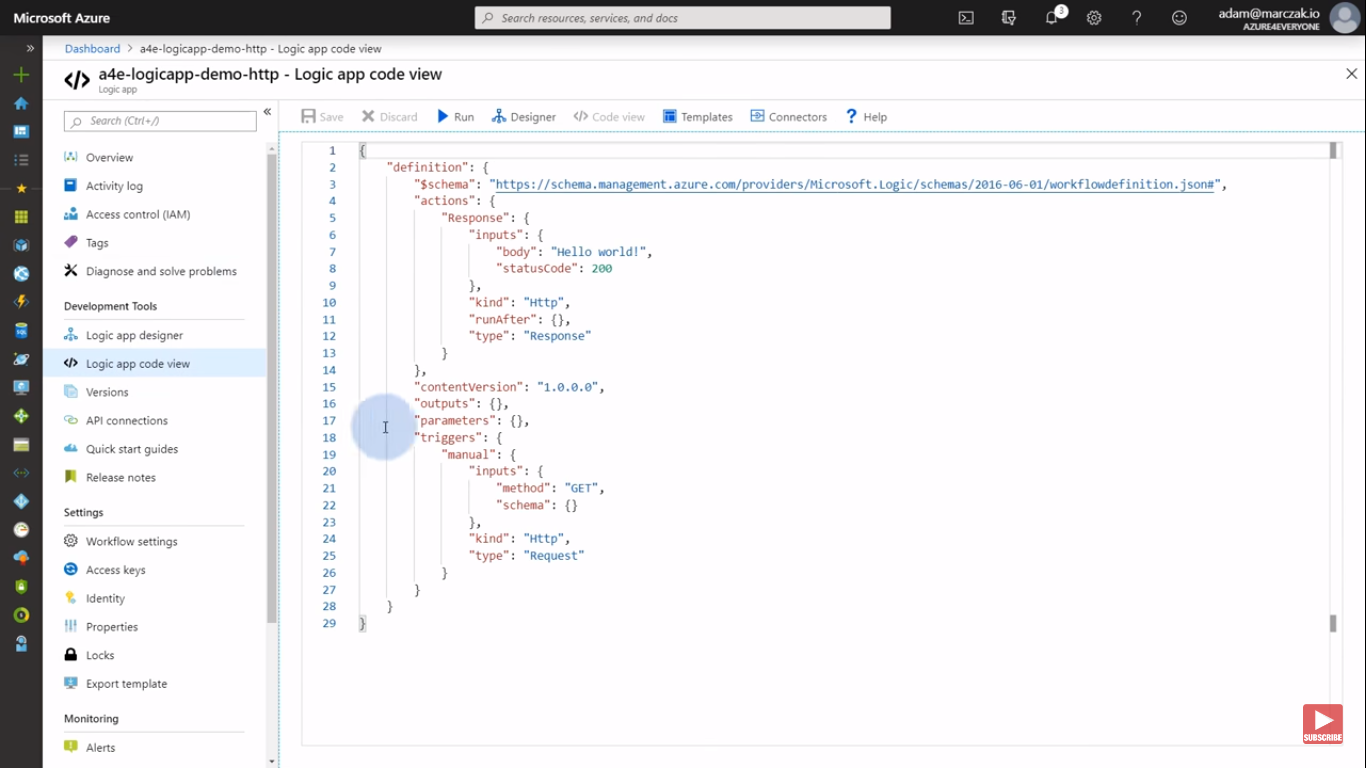 Microsoft Azure
Search resources, services, and docs
3
adam@marczak.io
AZURE4EVERYONE
Dashboard > a4e-logicapp-demo-http - Logic app code view
a4e-logicapp-demo-http - Logic app code view
Logic app
Search (Ctrl+/)
Overview
Activity log
Access control (IAM)
Tags
Diagnose and solve problems
Development Tools
Logic app designer
Logic app code view
Versions
API connections
Quick start guides
Release notes
Settings
Workflow settings
Access keys
Identity
Properties
Locks
Export template
Monitoring
Alerts
Save Discard Run Designer Code view Templates Connectors Help
1 {
2 "definition": {
3 "$schema": "https://schema.management.azure.com/providers/Microsoft.Logic/schemas/2016-06-01/workflowdefinition.json#",
4 "actions": {
5 "Response": {
6 "inputs": {
7 "body": "Hello world!",
8 "statusCode": 200
9 },
10 "kind": "Http",
11 "runAfter": {},
12 "type": "Response"
13 }
14 },
15 "contentVersion": "1.0.0.0",
16 "outputs": {},
17 "parameters": {},
18 "triggers": {
19 "manual": {
20 "inputs": {
21 "method": "GET",
22 "schema": {}
23 },
24 "kind": "Http",
25 "type": "Request"
26 }
27 }
28 }
29 }
SUBSCRIBE